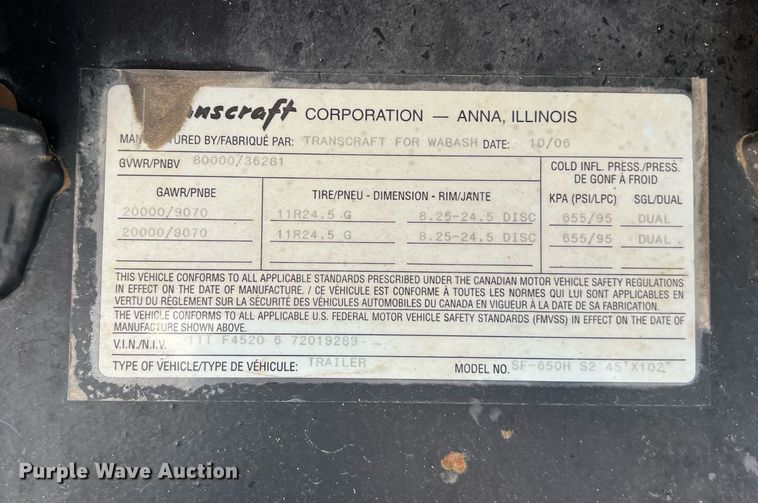 nscraft CORPORATION — ANNA, ILLINOIS
MANUFACTURED BY/FABRIQUÉ PAR: TRANSCRAFT FOR WABASH DATE: 10/06
GVWR/PNBV 80000/36281
COLD INFL. PRESS./PRESS.
DE GONF À FROID
GAWR/PNBE TIRE/PNEU - DIMENSION - RIM/JANTE KPA (PSI/LPC) SGL/DUAL
20000/9070 11R24.5 G 8.25-24.5 DISC 655/95 DUAL
20000/9070 11R24.5 G 8.25-24.5 DISC 655/95 DUAL
THIS VEHICLE CONFORMS TO ALL APPLICABLE STANDARDS PRESCRIBED UNDER THE CANADIAN MOTOR VEHICLE SAFETY REGULATIONS
IN EFFECT ON THE DATE OF MANUFACTURE. / CE VÉHICULE EST CONFORME À TOUTES LES NORMES QUI LUI SONT APPLICABLES EN
VERTU DU RÈGLEMENT SUR LA SÉCURITÉ DES VÉHICULES AUTOMOBILES DU CANADA EN VIGUEUR À LA DATE DE SA FABRICATION.
THE VEHICLE CONFORMS TO ALL APPLICABLE U.S. FEDERAL MOTOR VEHICLE SAFETY STANDARDS (FMVSS) IN EFFECT ON THE DATE OF
MANUFACTURE SHOWN ABOVE.
V.I.N./N.I.V. 1TT F4520 6 72019289
TYPE OF VEHICLE/TYPE DE VÉHICULE: TRAILER MODEL NO. SF-650H S2 45'X102"
Purple Wave Auction